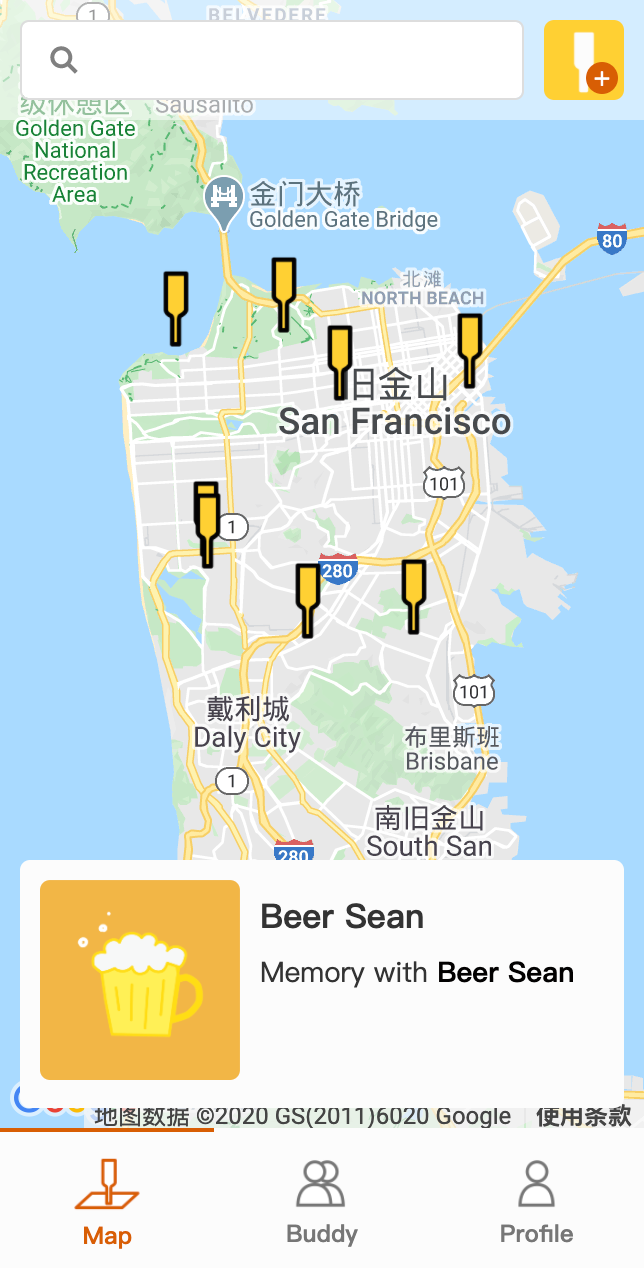 1
BELVEDERE
+
级休憩区
Sausalito
Golden Gate
National
Recreation
Area
金门大桥
Golden Gate Bridge
80
北滩
NORTH BEACH
旧金山
San Francisco
101
1
280
101
戴利城
Daly City
布里斯班
Brisbane
1
南旧金山
South San
280
Beer Sean
Memory with Beer Sean
地图数据 ©2020 GS(2011)6020 Google 使用条款
Map
Buddy
Profile